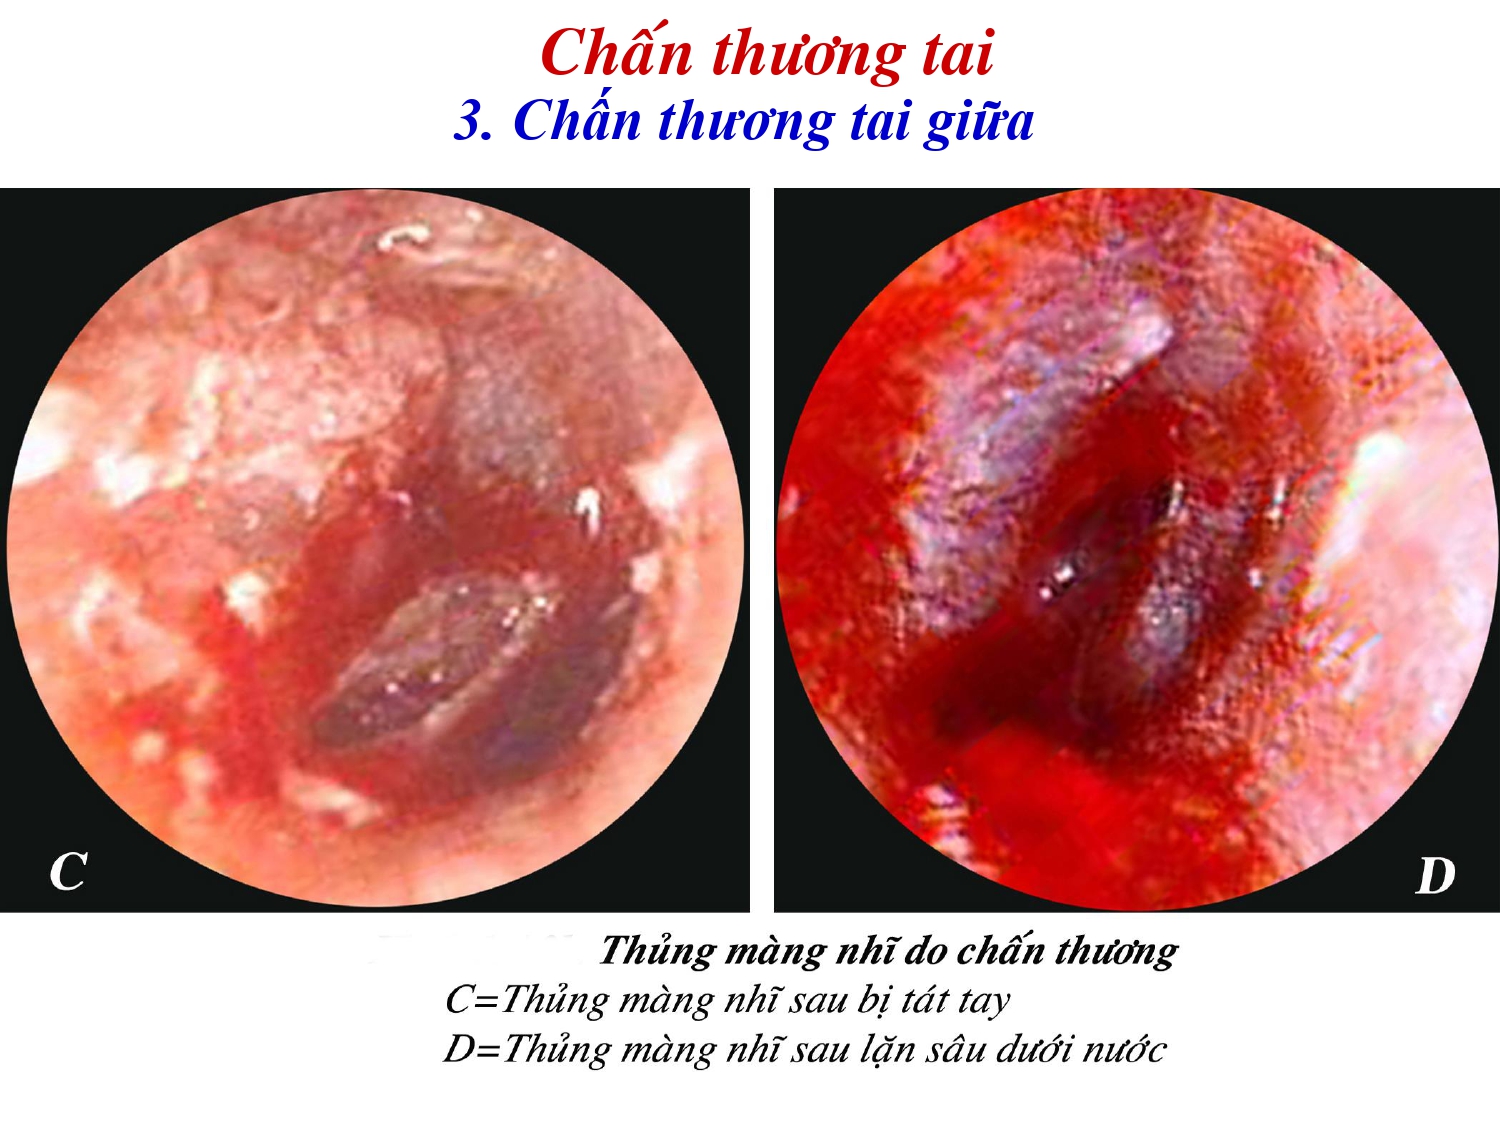 Chấn thương tai
3. Chấn thương tai giữa
C
D
Thủng màng nhĩ do chấn thương
C=Thủng màng nhĩ sau bị tát tay
D=Thủng màng nhĩ sau lặn sâu dưới nước